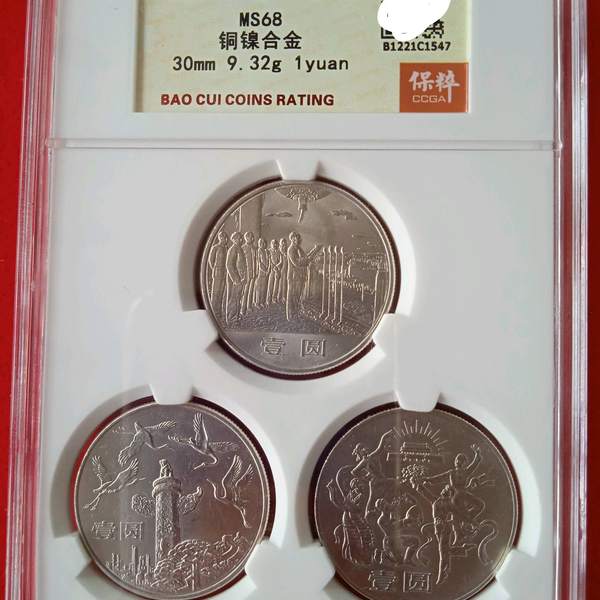 MS68
铜镍合金
30mm 9.32g 1yuan
B1221C1547
BAO CUI COINS RATING
保粹
CCGA
壹圆
壹圆
壹圆